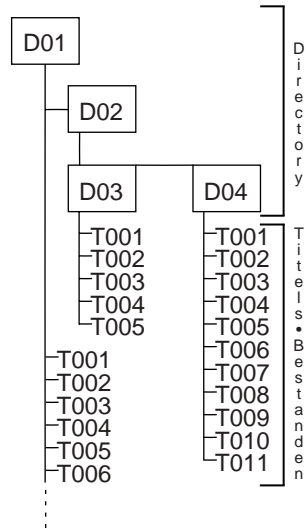 D01
D02
D03
D04
T001
T002
T003
T004
T005
T001
T002
T003
T004
T005
T006
T007
T008
T009
T010
T011
T001
T002
T003
T004
T005
T006
Directory
Titels•Bestanden